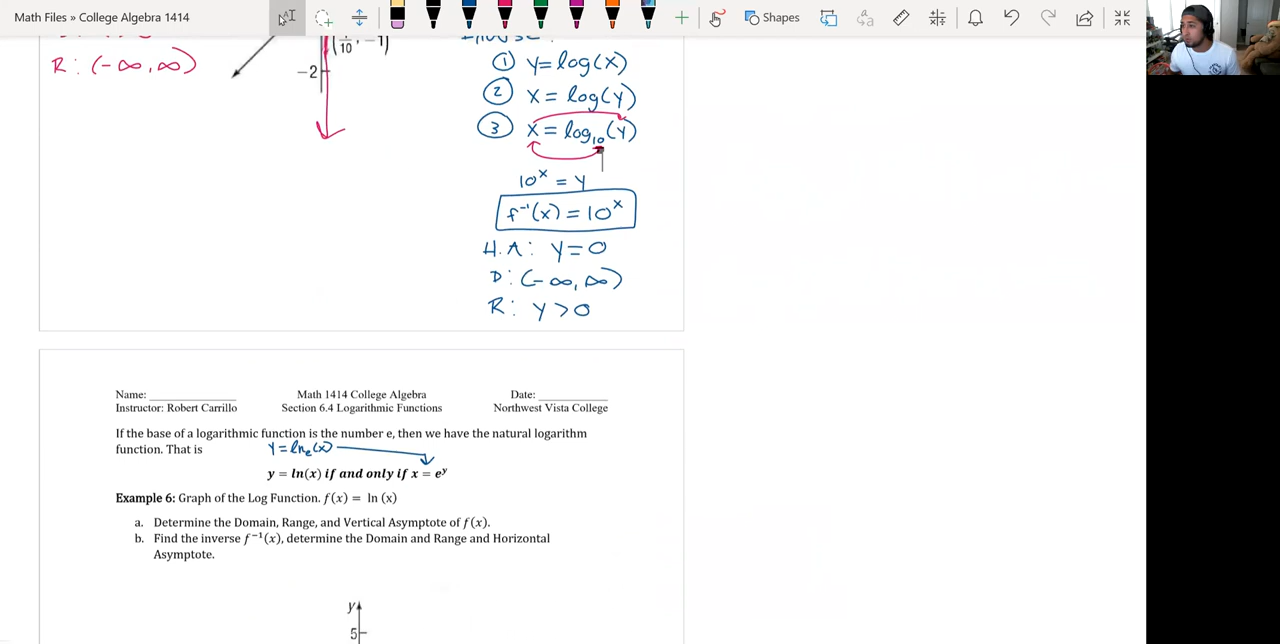 Math Files » College Algebra 1414
Shapes
R: (-∞,∞)
10, -1)
-2
① y=log(x)
② x = log(y)
③ x = log₁₀(y)
10ˣ = y
f⁻¹(x) = 10ˣ
H.A: y=0
D: (-∞,∞)
R: y>0
Name: ______________ Math 1414 College Algebra Date: ___________
Instructor: Robert Carrillo Section 6.4 Logarithmic Functions Northwest Vista College
If the base of a logarithmic function is the number e, then we have the natural logarithm
function. That is y=lnₑ(x)
y = ln(x) if and only if x = eʸ
Example 6: Graph of the Log Function. f(x) = ln (x)
a. Determine the Domain, Range, and Vertical Asymptote of f(x).
b. Find the inverse f⁻¹(x), determine the Domain and Range and Horizontal
Asymptote.
y
5